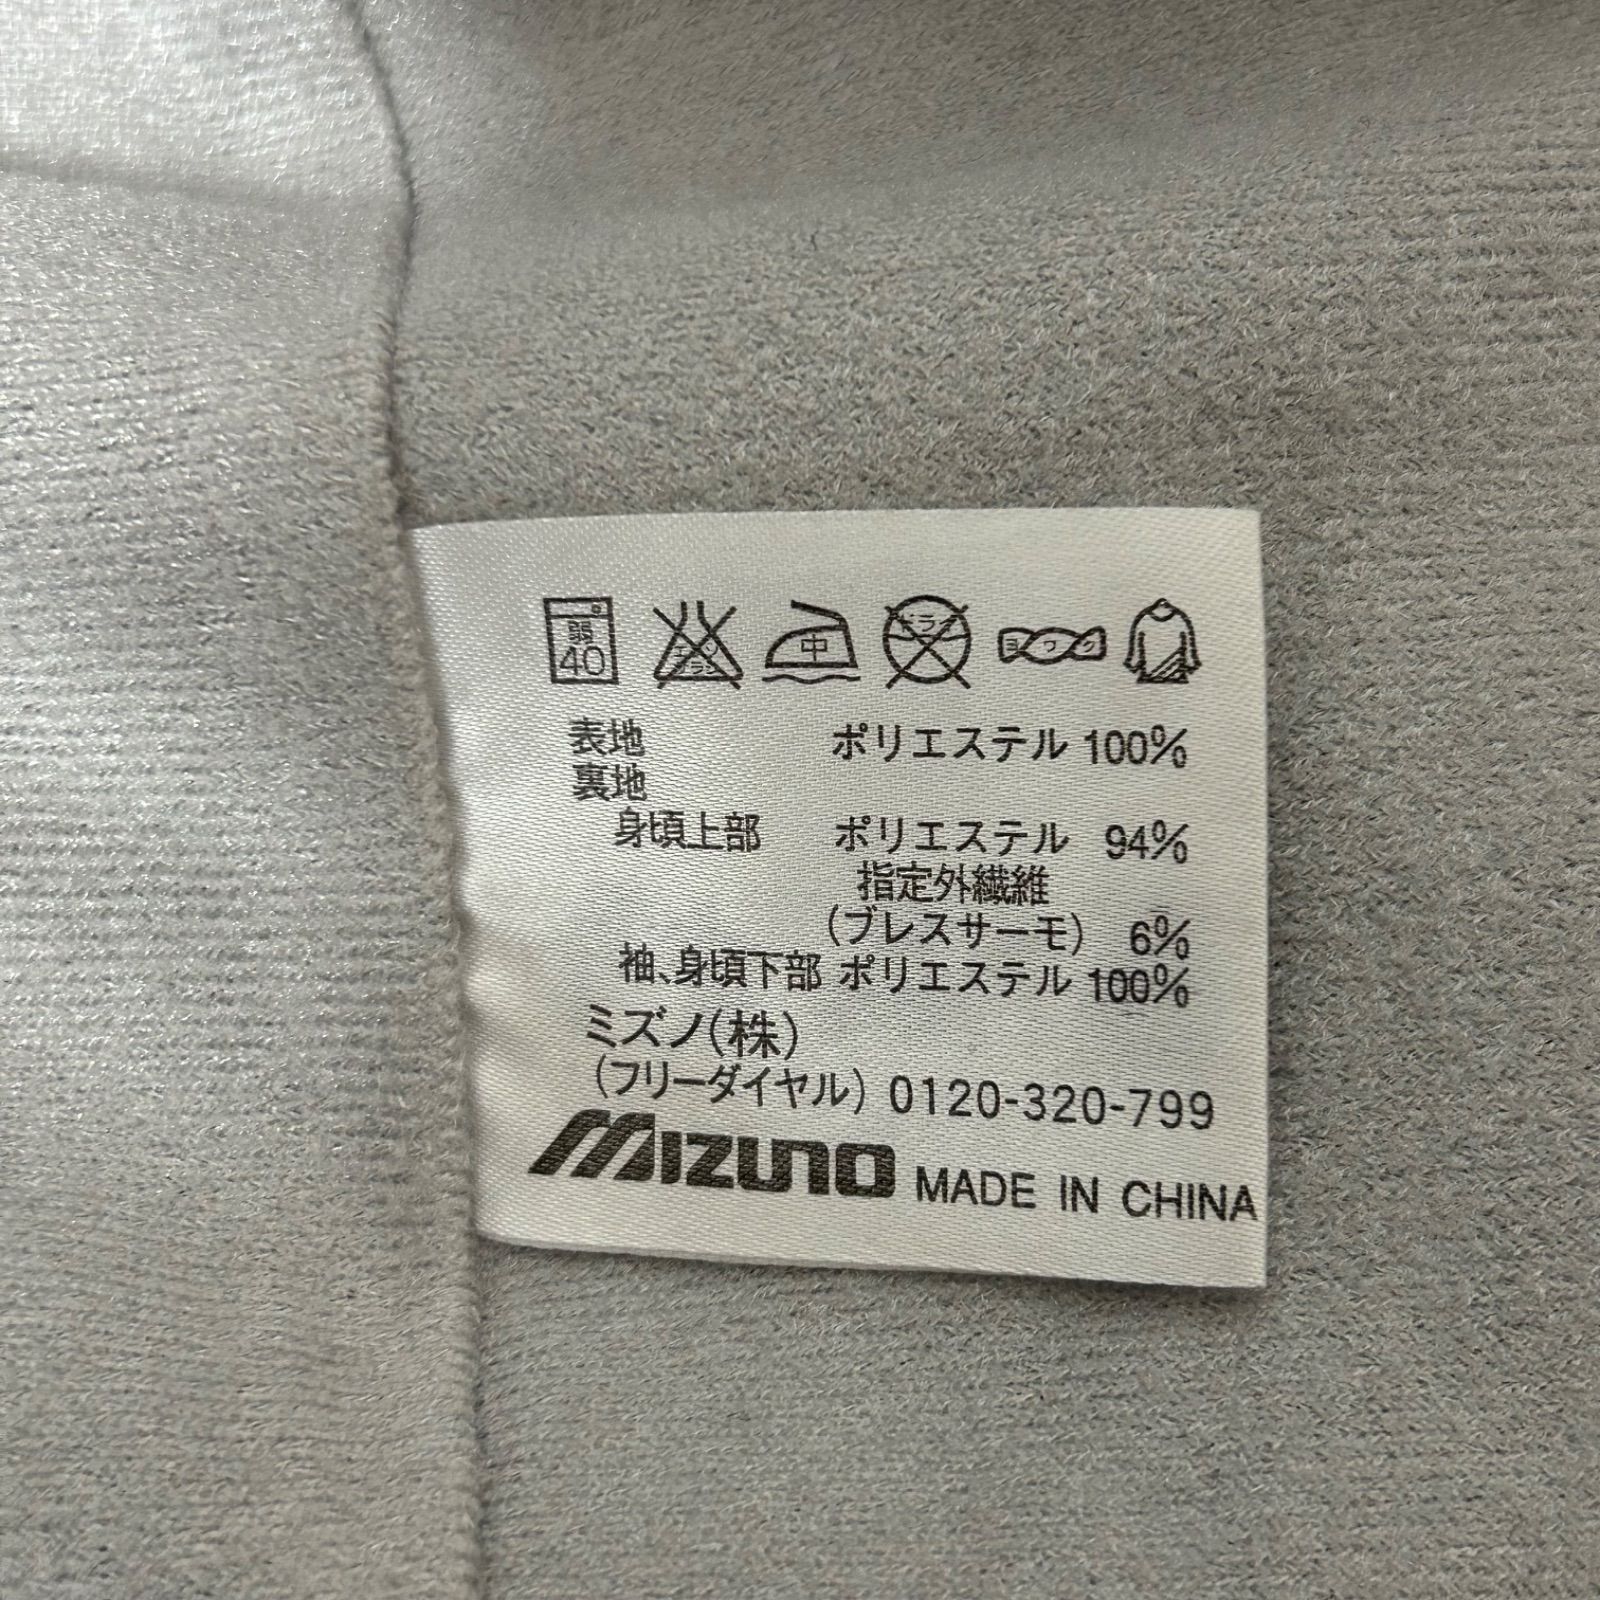 弱
40
エンソ
サラシ
中
ドライ
ヨワク
表地 ポリエステル 100%
裏地
身頃上部 ポリエステル 94%
指定外繊維
(ブレスサーモ) 6%
袖、身頃下部 ポリエステル 100%
ミズノ(株)
(フリーダイヤル) 0120-320-799
MIZUNO MADE IN CHINA